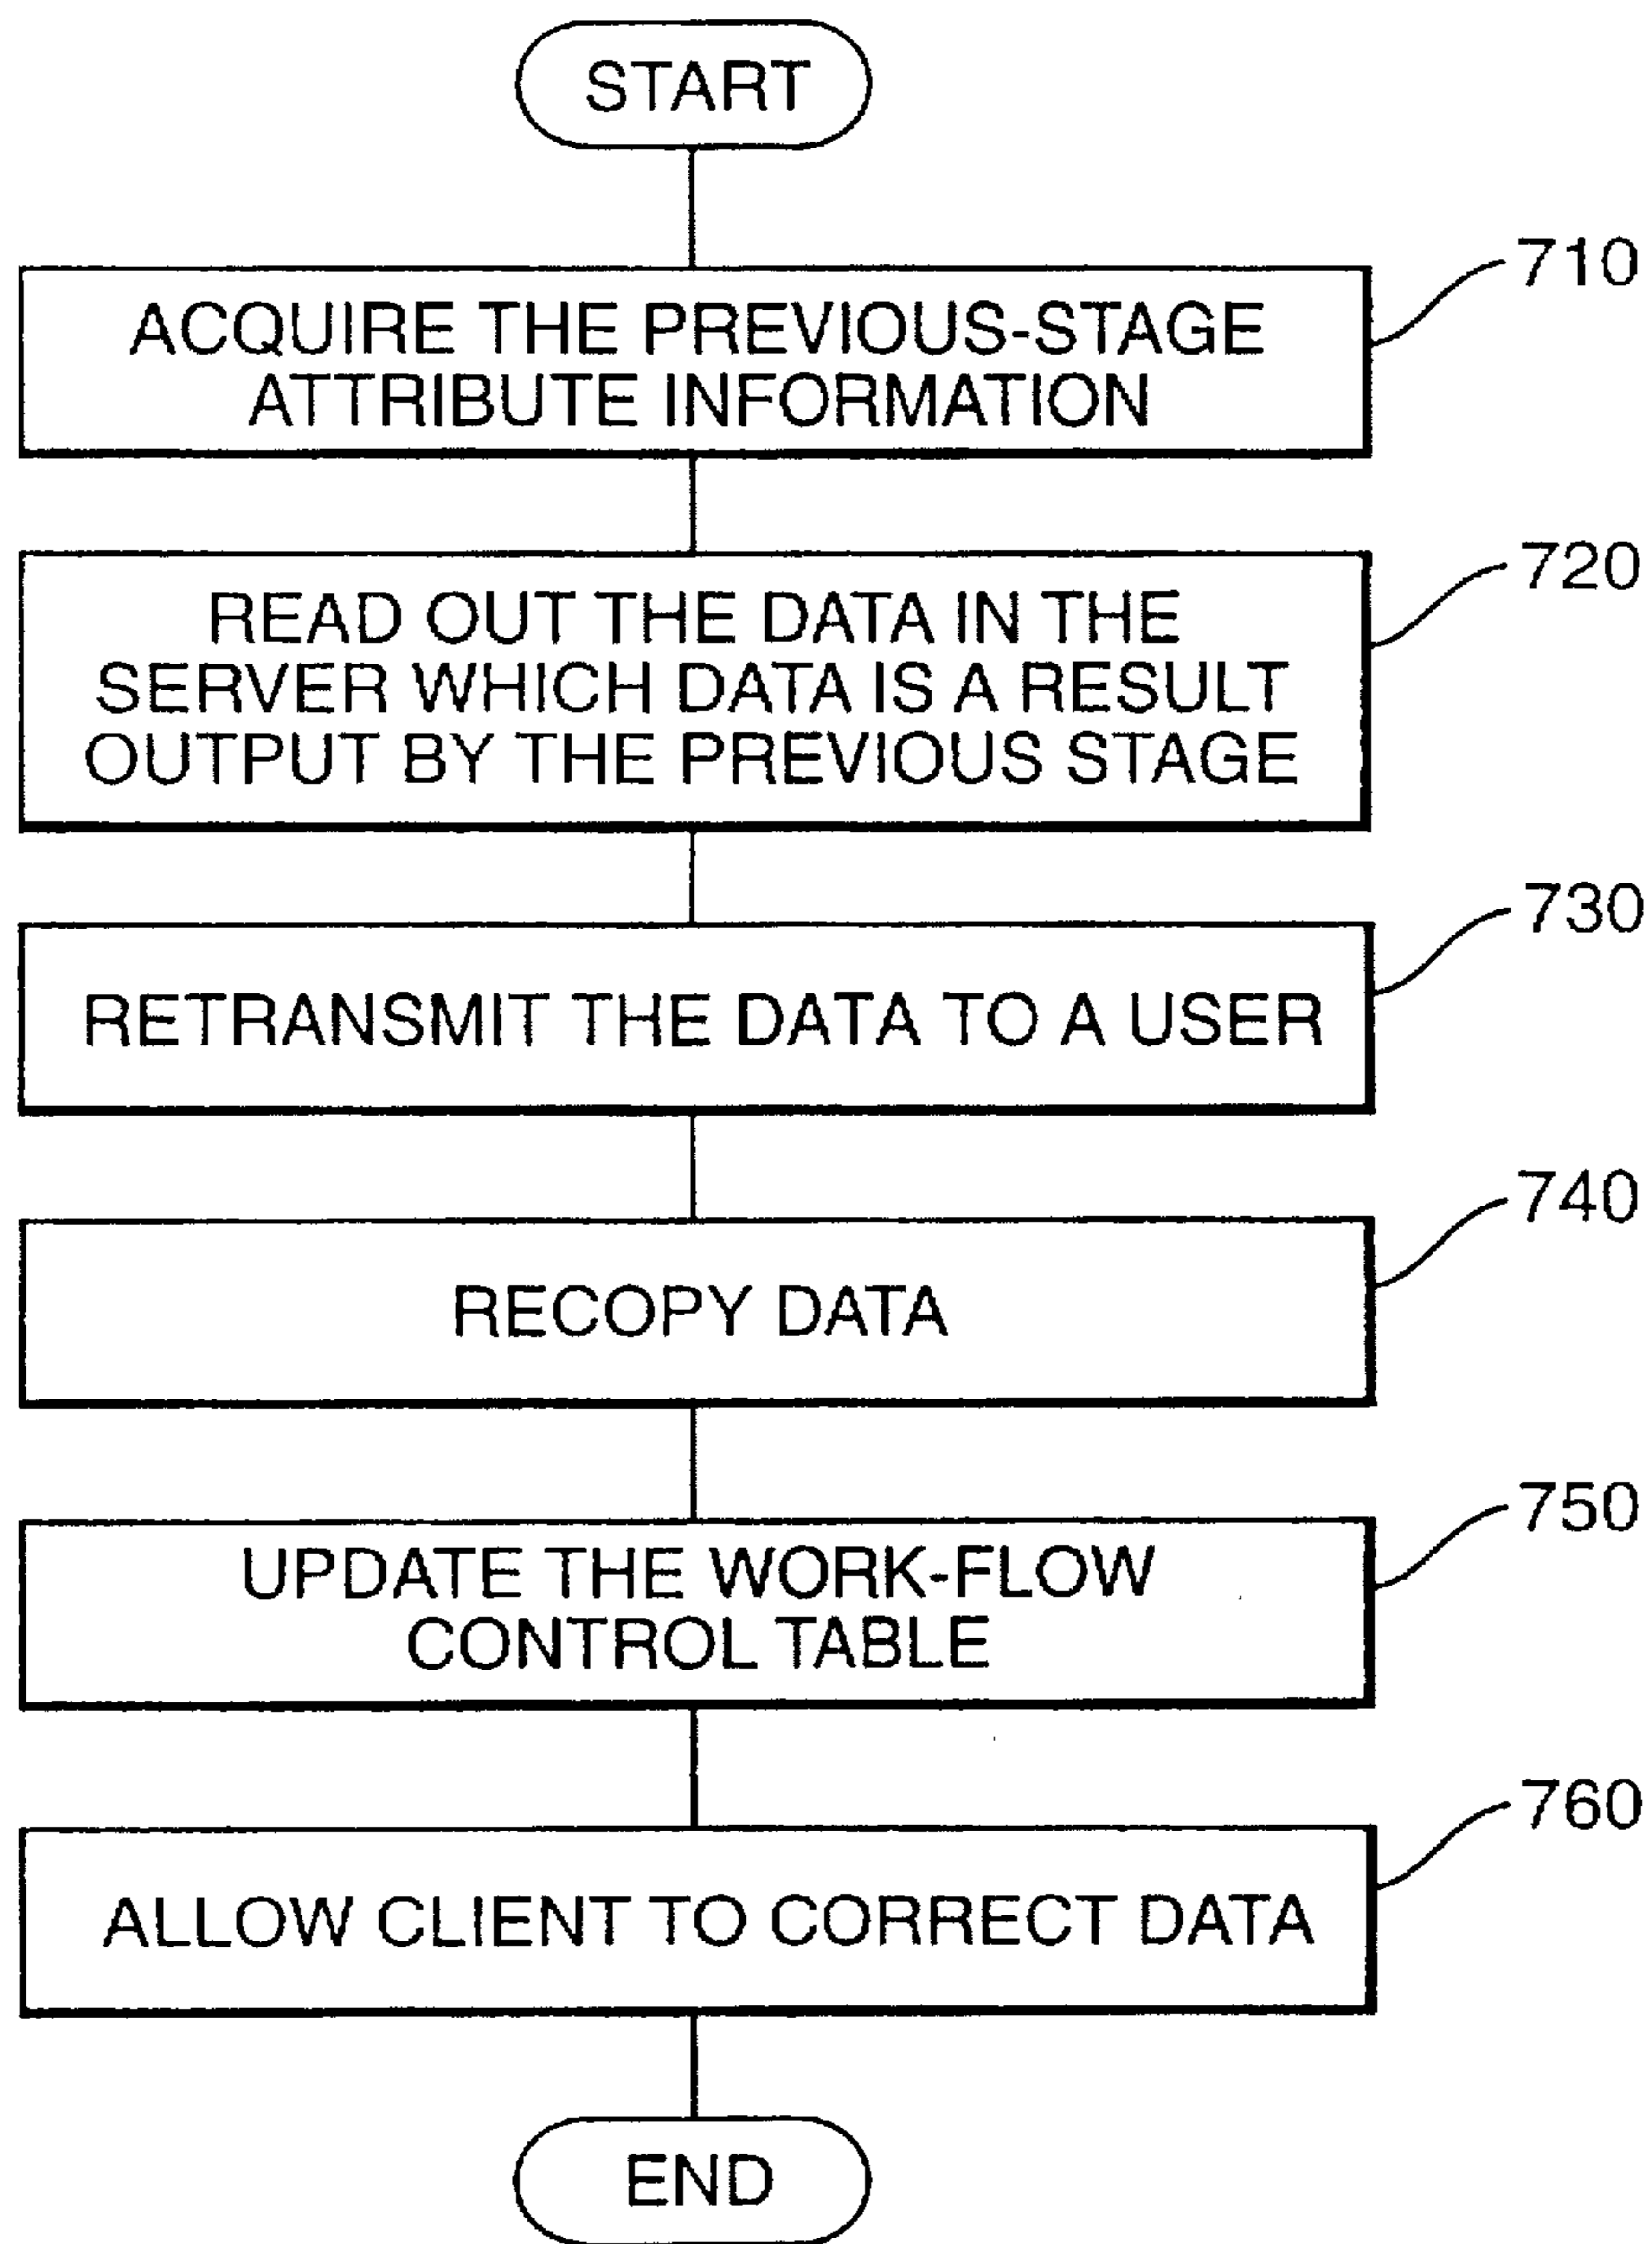 START
710
ACQUIRE THE PREVIOUS-STAGE
ATTRIBUTE INFORMATION
720
READ OUT THE DATA IN THE
SERVER WHICH DATA IS A RESULT
OUTPUT BY THE PREVIOUS STAGE
730
RETRANSMIT THE DATA TO A USER
740
RECOPY DATA
750
UPDATE THE WORK-FLOW
CONTROL TABLE
760
ALLOW CLIENT TO CORRECT DATA
END